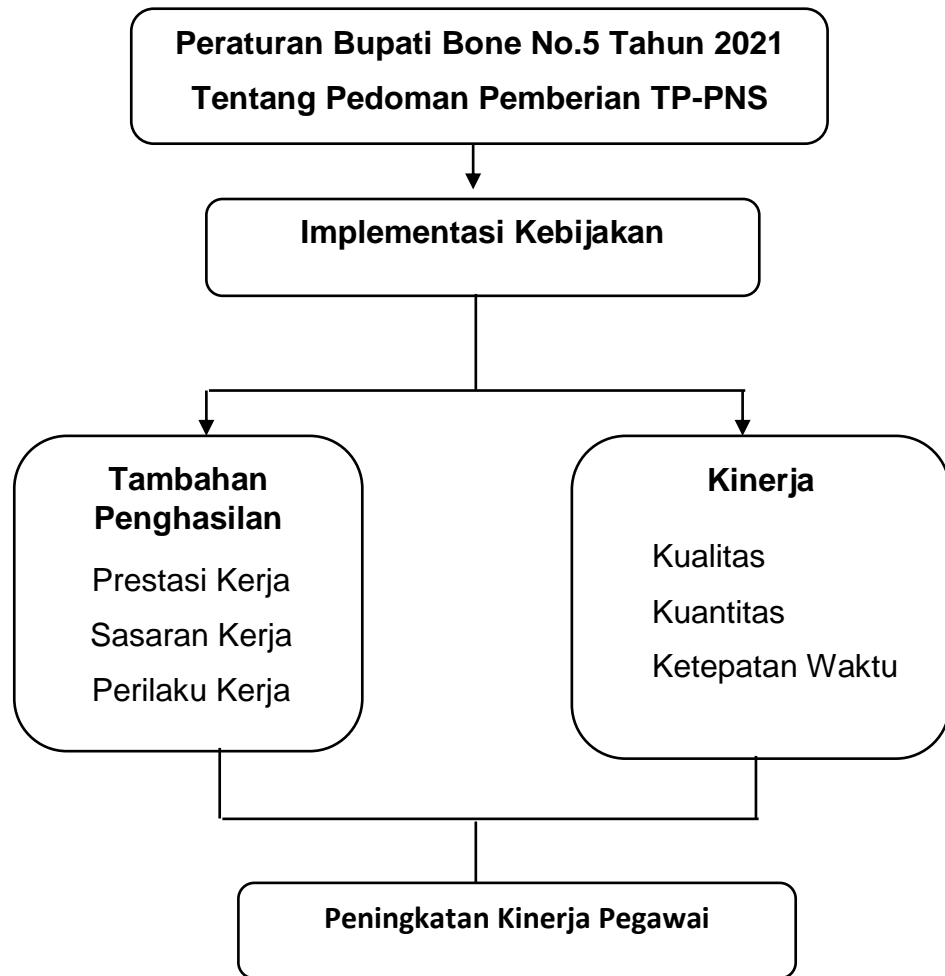 Peraturan Bupati Bone No.5 Tahun 2021
Tentang Pedoman Pemberian TP-PNS
Implementasi Kebijakan
Tambahan
Penghasilan
Prestasi Kerja
Sasaran Kerja
Perilaku Kerja
Kinerja
Kualitas
Kuantitas
Ketepatan Waktu
Peningkatan Kinerja Pegawai